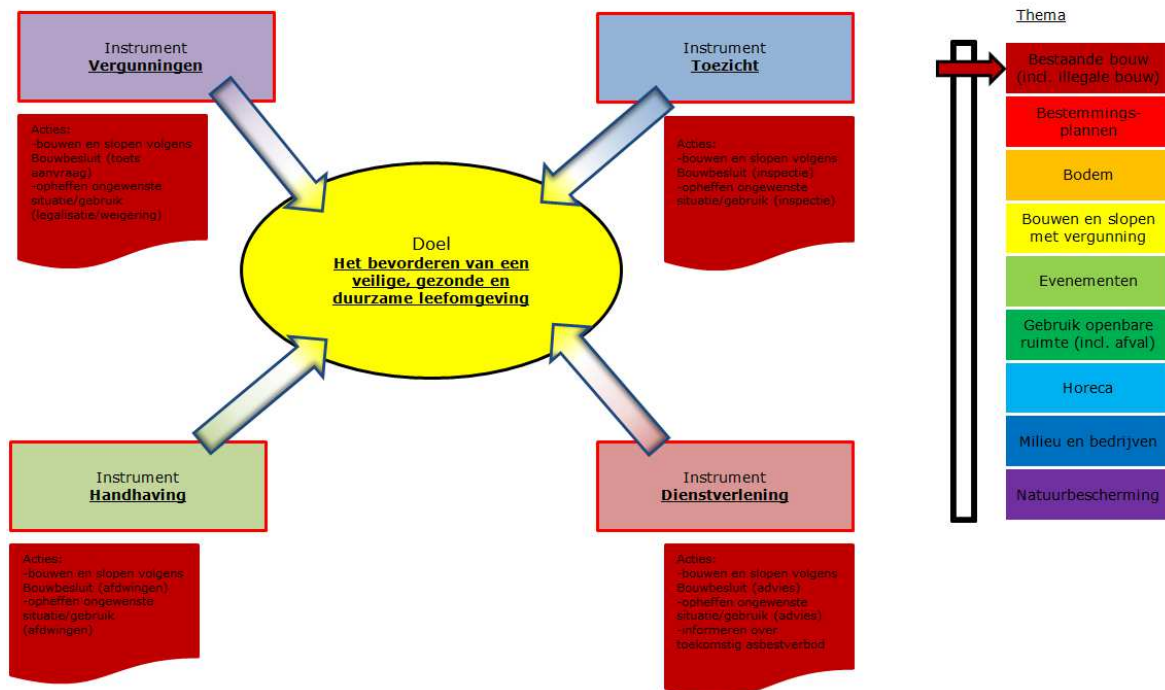 Instrument
Vergunningen
Acties:
-bouwen en slopen volgens
Bouwbesluit (toets
aanvraag)
-opheffen ongewenste
situatie/gebruik
(legalisatie/weigering)
Instrument
Toezicht
Acties:
-bouwen en slopen volgens
Bouwbesluit (inspectie)
-opheffen ongewenste
situatie/gebruik (inspectie)
Doel
Het bevorderen van een
veilige, gezonde en
duurzame leefomgeving
Instrument
Handhaving
Acties:
-bouwen en slopen volgens
Bouwbesluit (afdwingen)
-opheffen ongewenste
situatie/gebruik
(afdwingen)
Instrument
Dienstverlening
Acties:
-bouwen en slopen volgens
Bouwbesluit (advies)
-opheffen ongewenste
situatie/gebruik (advies)
-informeren over
toekomstig asbestverbod
Thema
Bestaande bouw
(incl. illegale bouw)
Bestemmings-
plannen
Bodem
Bouwen en slopen
met vergunning
Evenementen
Gebruik openbare
ruimte (incl. afval)
Horeca
Milieu en bedrijven
Natuurbescherming